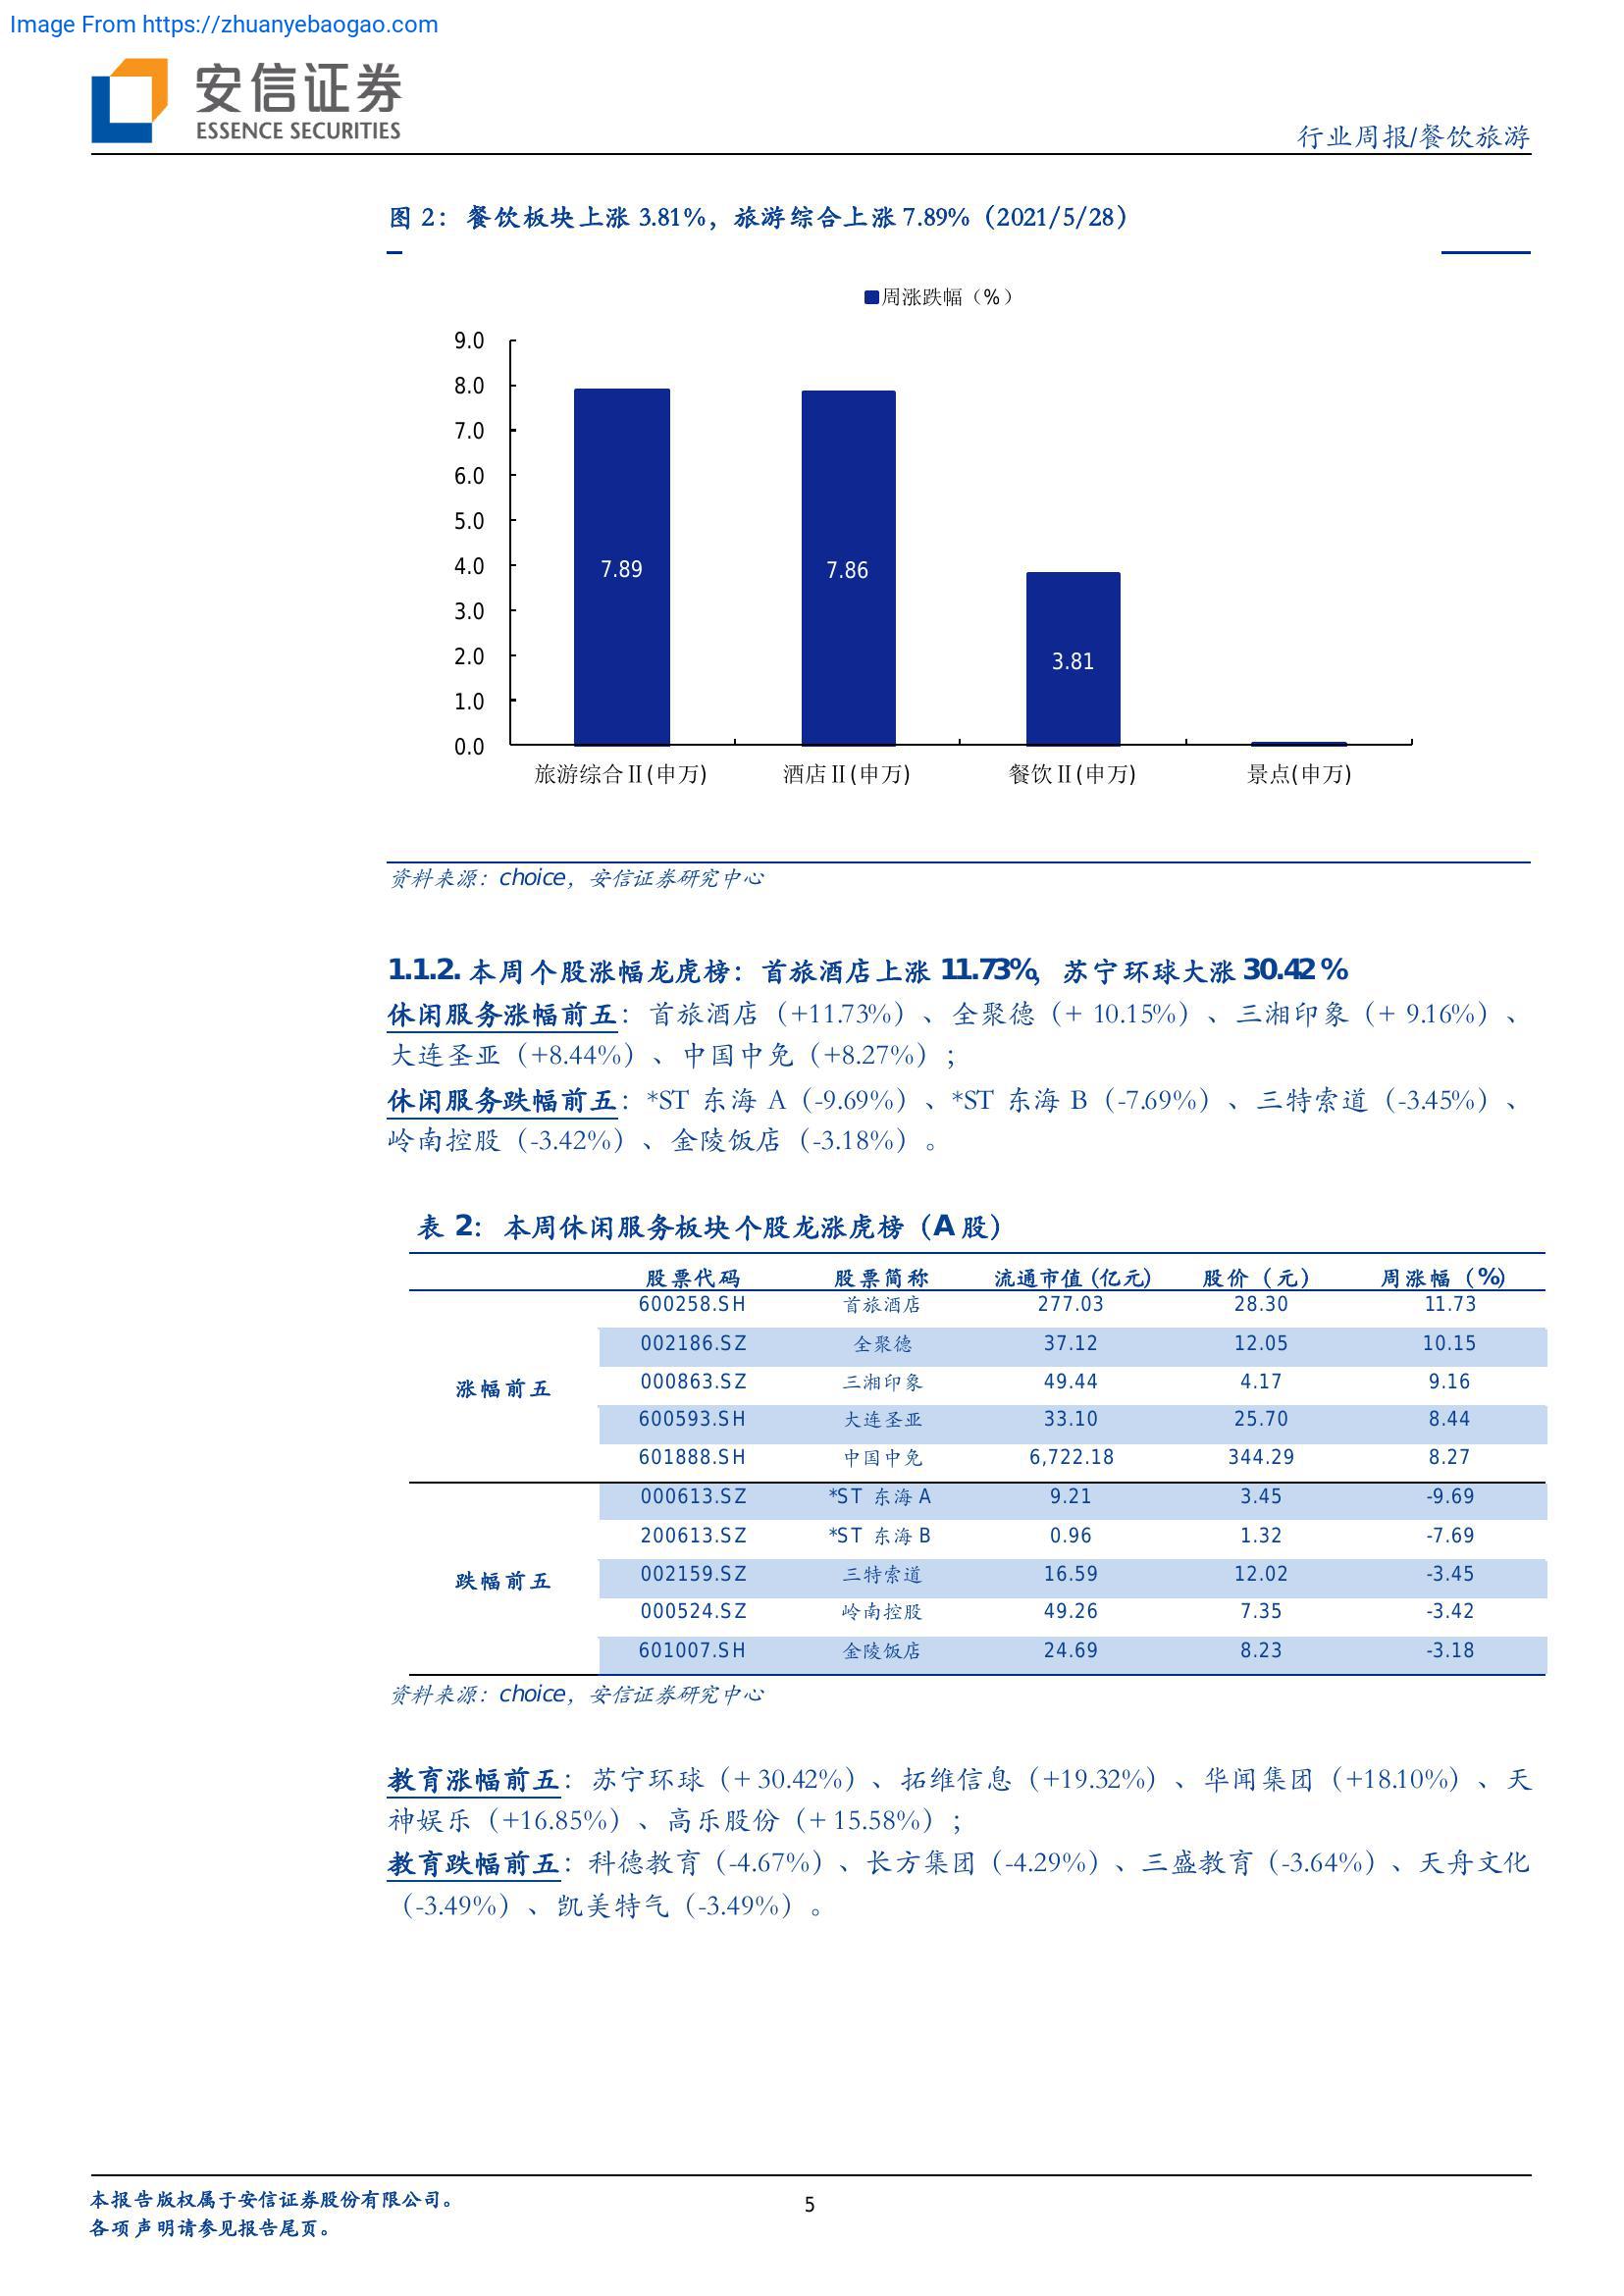 Image From https://zhuanyebaogao.com
安信证券
ESSENCE SECURITIES
行业周报/餐饮旅游
图 2：餐饮板块上涨 3.81%，旅游综合上涨 7.89%（2021/5/28）
周涨跌幅（%）
9.0
8.0
7.0
6.0
5.0
4.0
3.0
2.0
1.0
0.0
7.89
7.86
3.81
旅游综合Ⅱ(申万)
酒店Ⅱ(申万)
餐饮Ⅱ(申万)
景点(申万)
资料来源：choice，安信证券研究中心
1.1.2. 本周个股涨幅龙虎榜：首旅酒店上涨 11.73%，苏宁环球大涨 30.42%
休闲服务涨幅前五：首旅酒店（+11.73%）、全聚德（+ 10.15%）、三湘印象（+ 9.16%）、
大连圣亚（+8.44%）、中国中免（+8.27%）；
休闲服务跌幅前五：*ST 东海 A（-9.69%）、*ST 东海 B（-7.69%）、三特索道（-3.45%）、
岭南控股（-3.42%）、金陵饭店（-3.18%）。
表 2：本周休闲服务板块个股龙涨虎榜（A 股）
股票代码 股票简称 流通市值(亿元) 股价（元） 周涨幅（%）
600258.SH 首旅酒店 277.03 28.30 11.73
002186.SZ 全聚德 37.12 12.05 10.15
涨幅前五 000863.SZ 三湘印象 49.44 4.17 9.16
600593.SH 大连圣亚 33.10 25.70 8.44
601888.SH 中国中免 6,722.18 344.29 8.27
000613.SZ *ST 东海 A 9.21 3.45 -9.69
200613.SZ *ST 东海 B 0.96 1.32 -7.69
跌幅前五 002159.SZ 三特索道 16.59 12.02 -3.45
000524.SZ 岭南控股 49.26 7.35 -3.42
601007.SH 金陵饭店 24.69 8.23 -3.18
资料来源：choice，安信证券研究中心
教育涨幅前五：苏宁环球（+ 30.42%）、拓维信息（+19.32%）、华闻集团（+18.10%）、天
神娱乐（+16.85%）、高乐股份（+ 15.58%）；
教育跌幅前五：科德教育（-4.67%）、长方集团（-4.29%）、三盛教育（-3.64%）、天舟文化
（-3.49%）、凯美特气（-3.49%）。
本报告版权属于安信证券股份有限公司。
各项声明请参见报告尾页。
5